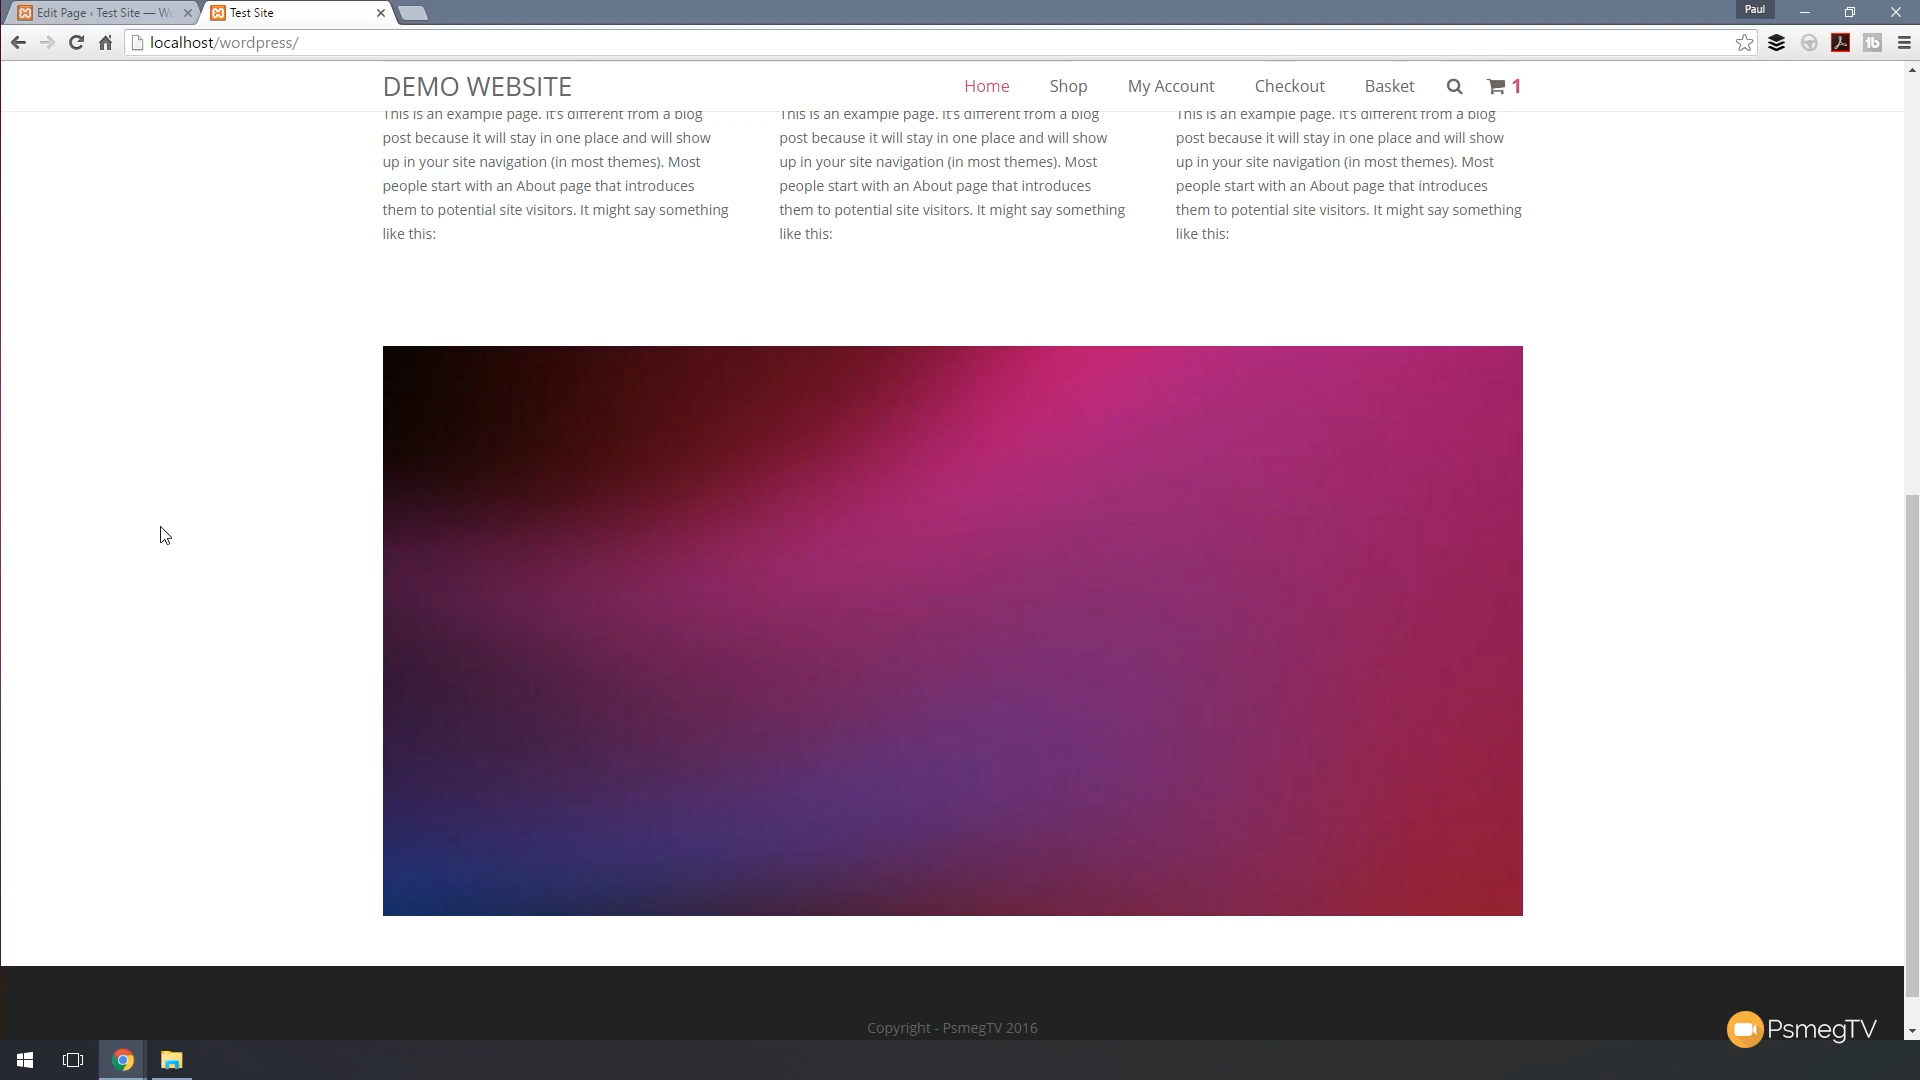 Edit Page ‹ Test Site — Wo
Test Site
Paul
localhost/wordpress/
DEMO WEBSITE
Home
Shop
My Account
Checkout
Basket
1
This is an example page. It's different from a blog
post because it will stay in one place and will show
up in your site navigation (in most themes). Most
people start with an About page that introduces
them to potential site visitors. It might say something
like this:
This is an example page. It's different from a blog
post because it will stay in one place and will show
up in your site navigation (in most themes). Most
people start with an About page that introduces
them to potential site visitors. It might say something
like this:
This is an example page. It's different from a blog
post because it will stay in one place and will show
up in your site navigation (in most themes). Most
people start with an About page that introduces
them to potential site visitors. It might say something
like this:
Copyright - PsmegTV 2016
PsmegTV